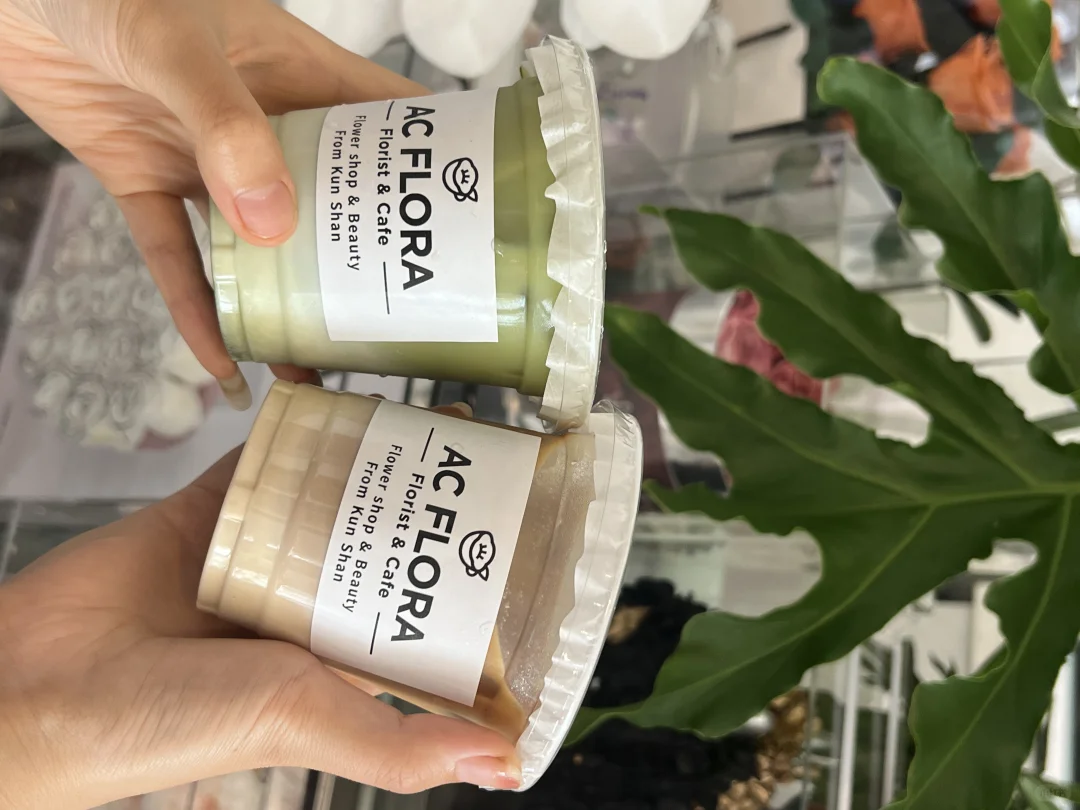 AC FLORA
Florist & Cafe
Flower shop & Beauty
From Kun Shan
AC FLORA
Florist & Cafe
Flower shop & Beauty
From Kun Shan